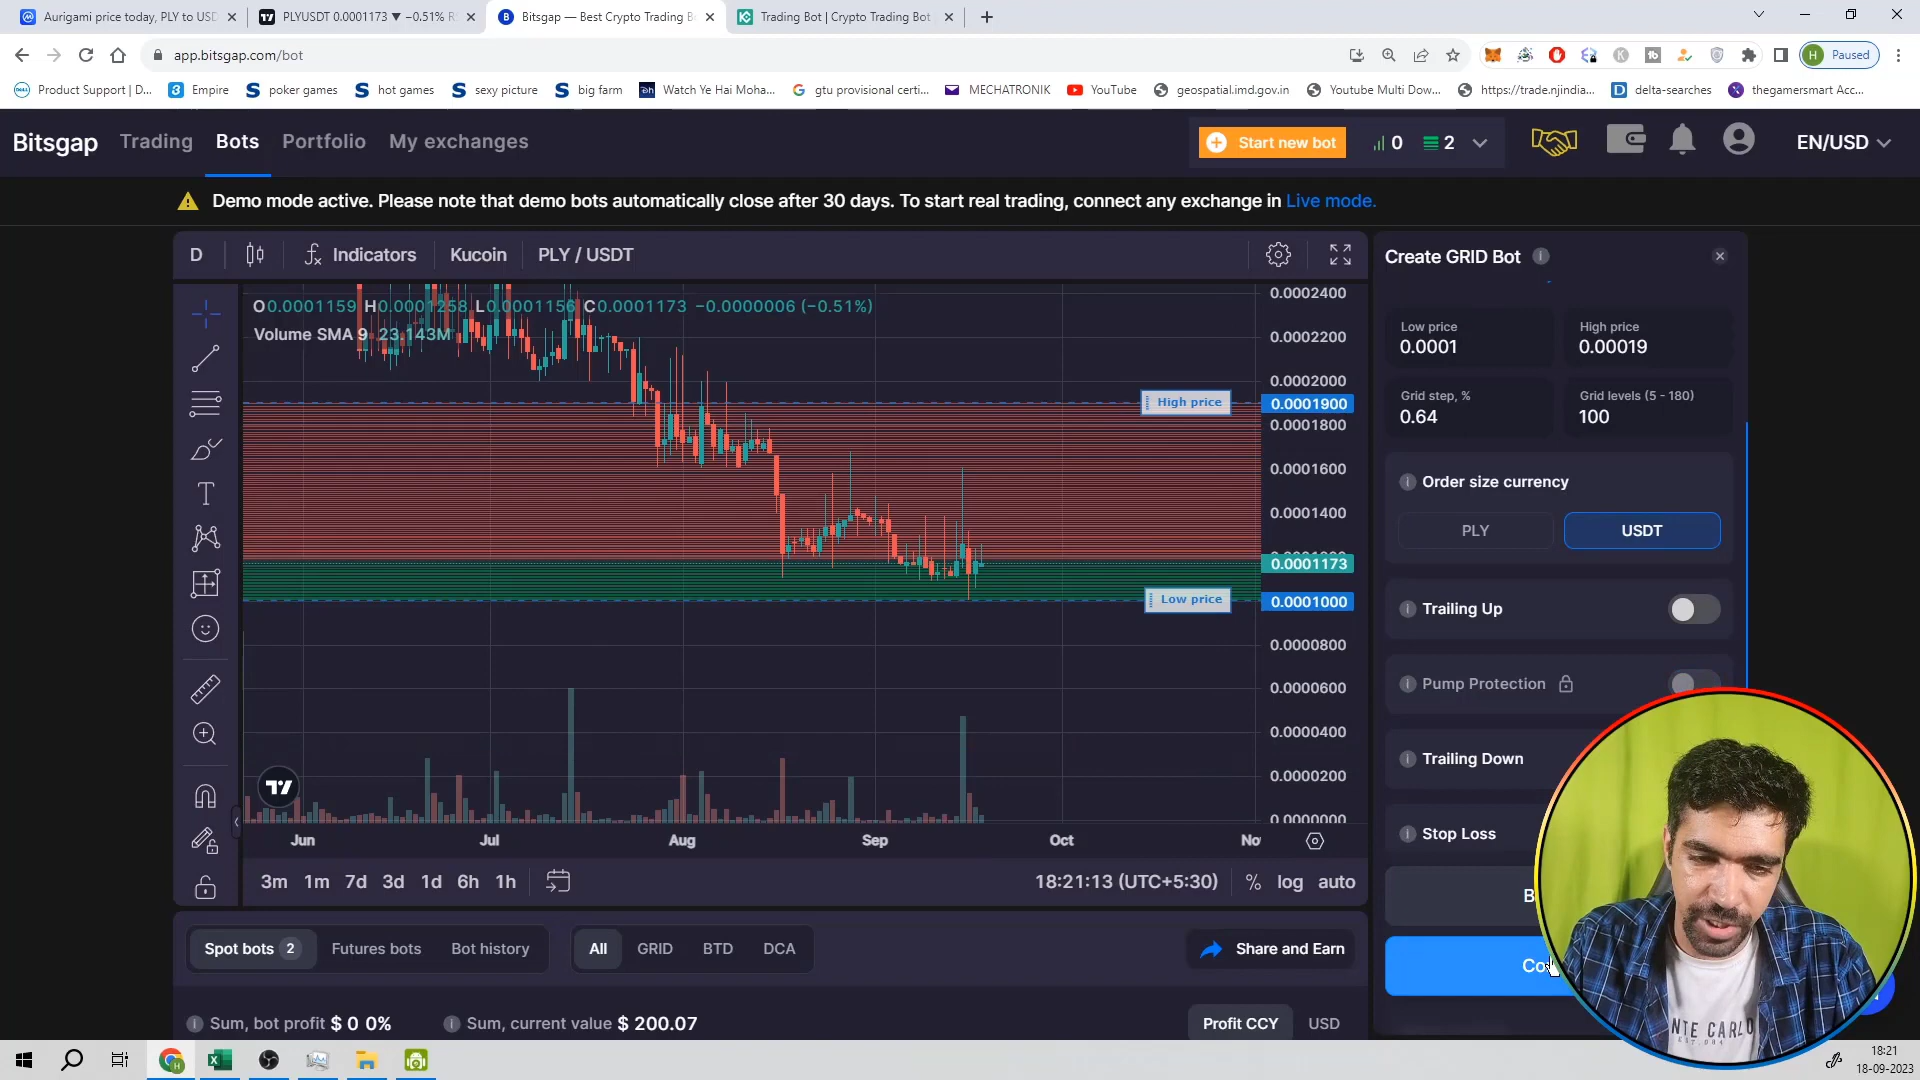 Aurigami price today, PLY to USD
PLYUSDT 0.0001173 ▼ −0.51% R
Bitsgap — Best Crypto Trading B
Trading Bot | Crypto Trading Bot
app.bitsgap.com/bot
H Paused
Product Support | D...
Empire
poker games
hot games
sexy picture
big farm
Watch Ye Hai Moha...
gtu provisional certi...
MECHATRONIK
YouTube
geospatial.imd.gov.in
Youtube Multi Dow...
https://trade.njindia...
delta-searches
thegamersmart Acc...
Bitsgap
Trading
Bots
Portfolio
My exchanges
Start new bot
0
2
EN/USD
Demo mode active. Please note that demo bots automatically close after 30 days. To start real trading, connect any exchange in Live mode.
D
Indicators
Kucoin
PLY / USDT
O0.0001159 H0.0001258 L0.0001156 C0.0001173 −0.0000006 (−0.51%)
Volume SMA 9 23.143M
0.0002400
0.0002200
0.0002000
High price
0.0001900
0.0001800
0.0001600
0.0001400
0.0001173
Low price
0.0001000
0.0000800
0.0000600
0.0000400
0.0000200
0.0000000
Jun
Jul
Aug
Sep
Oct
No
3m 1m 7d 3d 1d 6h 1h
18:21:13 (UTC+5:30)
% log auto
Create GRID Bot
Low price
0.0001
High price
0.00019
Grid step, %
0.64
Grid levels (5 - 180)
100
Order size currency
PLY
USDT
Trailing Up
Pump Protection
Trailing Down
Stop Loss
B
Co
Spot bots 2
Futures bots
Bot history
All
GRID
BTD
DCA
Share and Earn
Sum, bot profit $ 0 0%
Sum, current value $ 200.07
Profit CCY
USD
NTE CARLO
18:21
18-09-2023